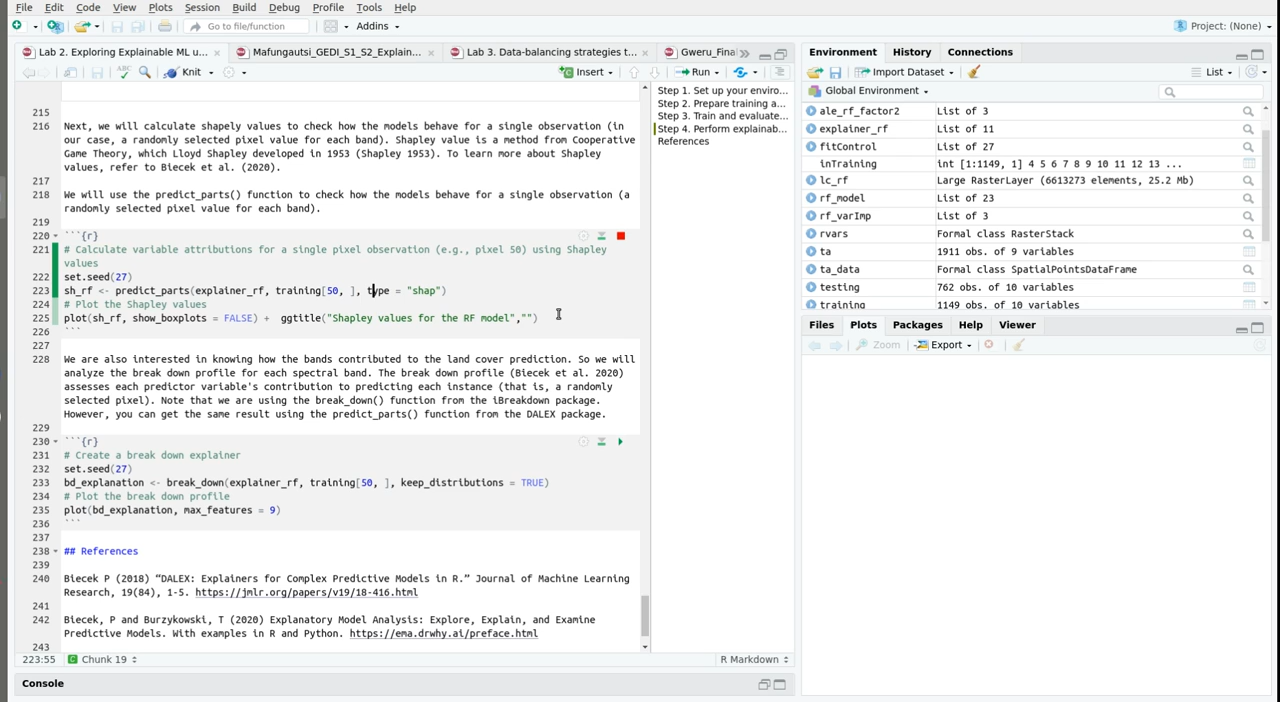 File Edit Code View Plots Session Build Debug Profile Tools Help
Go to file/function Addins Project: (None)
Lab 2. Exploring Explainable ML u... Mafungautsi_GEDI_S1_S2_Explain... Lab 3. Data-balancing strategies t... Gweru_Final
Knit Insert Run
215
216 Next, we will calculate shapely values to check how the models behave for a single observation (in
our case, a randomly selected pixel value for each band). Shapley value is a method from Cooperative
Game Theory, which Lloyd Shapley developed in 1953 (Shapley 1953). To learn more about Shapley
values, refer to Biecek et al. (2020).
217
218 We will use the predict_parts() function to check how the models behave for a single observation (a
randomly selected pixel value for each band).
219
220 ```{r}
221 # Calculate variable attributions for a single pixel observation (e.g., pixel 50) using Shapley
values
222 set.seed(27)
223 sh_rf <- predict_parts(explainer_rf, training[50, ], type = "shap")
224 # Plot the Shapley values
225 plot(sh_rf, show_boxplots = FALSE) + ggtitle("Shapley values for the RF model","")
226 ```
227
228 We are also interested in knowing how the bands contributed to the land cover prediction. So we will
analyze the break down profile for each spectral band. The break down profile (Biecek et al. 2020)
assesses each predictor variable's contribution to predicting each instance (that is, a randomly
selected pixel). Note that we are using the break_down() function from the iBreakdown package.
However, you can get the same result using the predict_parts() function from the DALEX package.
229
230 ```{r}
231 # Create a break down explainer
232 set.seed(27)
233 bd_explanation <- break_down(explainer_rf, training[50, ], keep_distributions = TRUE)
234 # Plot the break down profile
235 plot(bd_explanation, max_features = 9)
236 ```
237
238 ## References
239
240 Biecek P (2018) “DALEX: Explainers for Complex Predictive Models in R.” Journal of Machine Learning
Research, 19(84), 1-5. https://jmlr.org/papers/v19/18-416.html
241
242 Biecek, P and Burzykowski, T (2020) Explanatory Model Analysis: Explore, Explain, and Examine
Predictive Models. With examples in R and Python. https://ema.drwhy.ai/preface.html
243
223:55 Chunk 19 R Markdown
Console
Step 1. Set up your enviro...
Step 2. Prepare training a...
Step 3. Train and evaluate...
Step 4. Perform explainab...
References
Environment History Connections
Import Dataset List
Global Environment
ale_rf_factor2 List of 3
explainer_rf List of 11
fitControl List of 27
inTraining int [1:1149, 1] 4 5 6 7 8 9 10 11 12 13 ...
lc_rf Large RasterLayer (6613273 elements, 25.2 Mb)
rf_model List of 23
rf_varImp List of 3
rvars Formal class RasterStack
ta 1911 obs. of 9 variables
ta_data Formal class SpatialPointsDataFrame
testing 762 obs. of 10 variables
training 1149 obs. of 10 variables
Files Plots Packages Help Viewer
Zoom Export